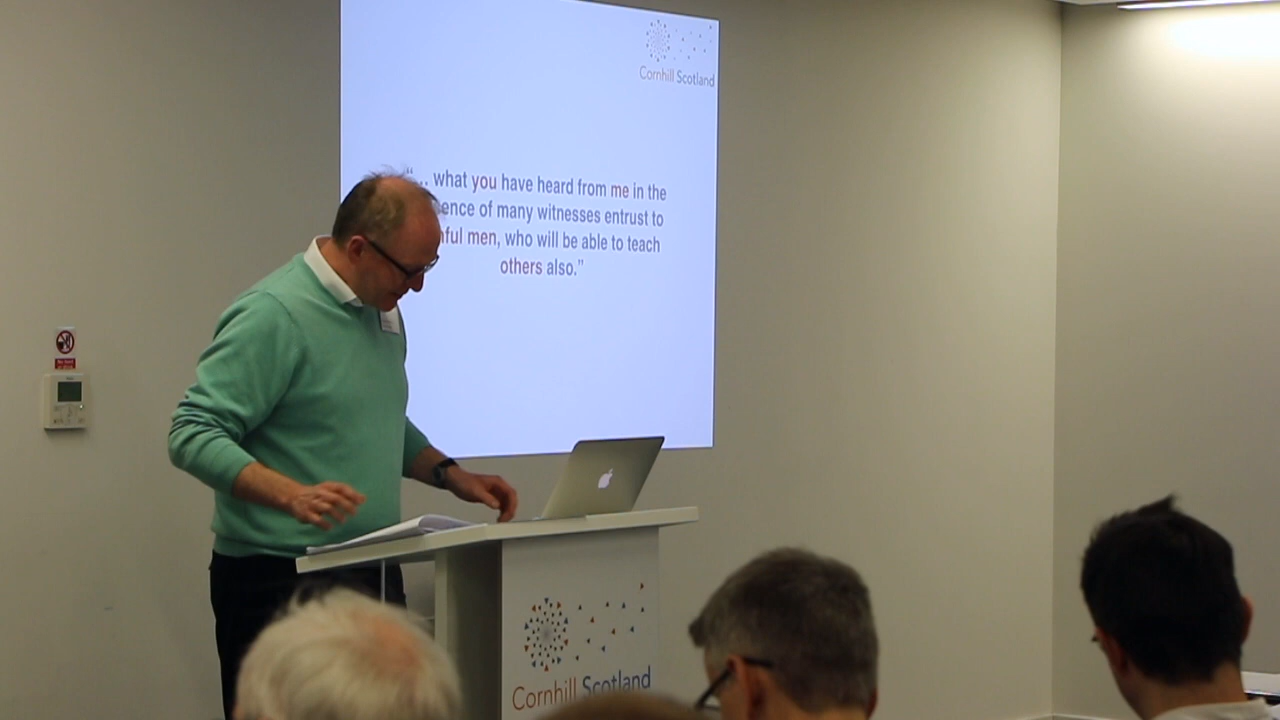 Cornhill Scotland
“... what you have heard from me in the
ence of many witnesses entrust to
ful men, who will be able to teach
others also.”
Cornhill Scotland